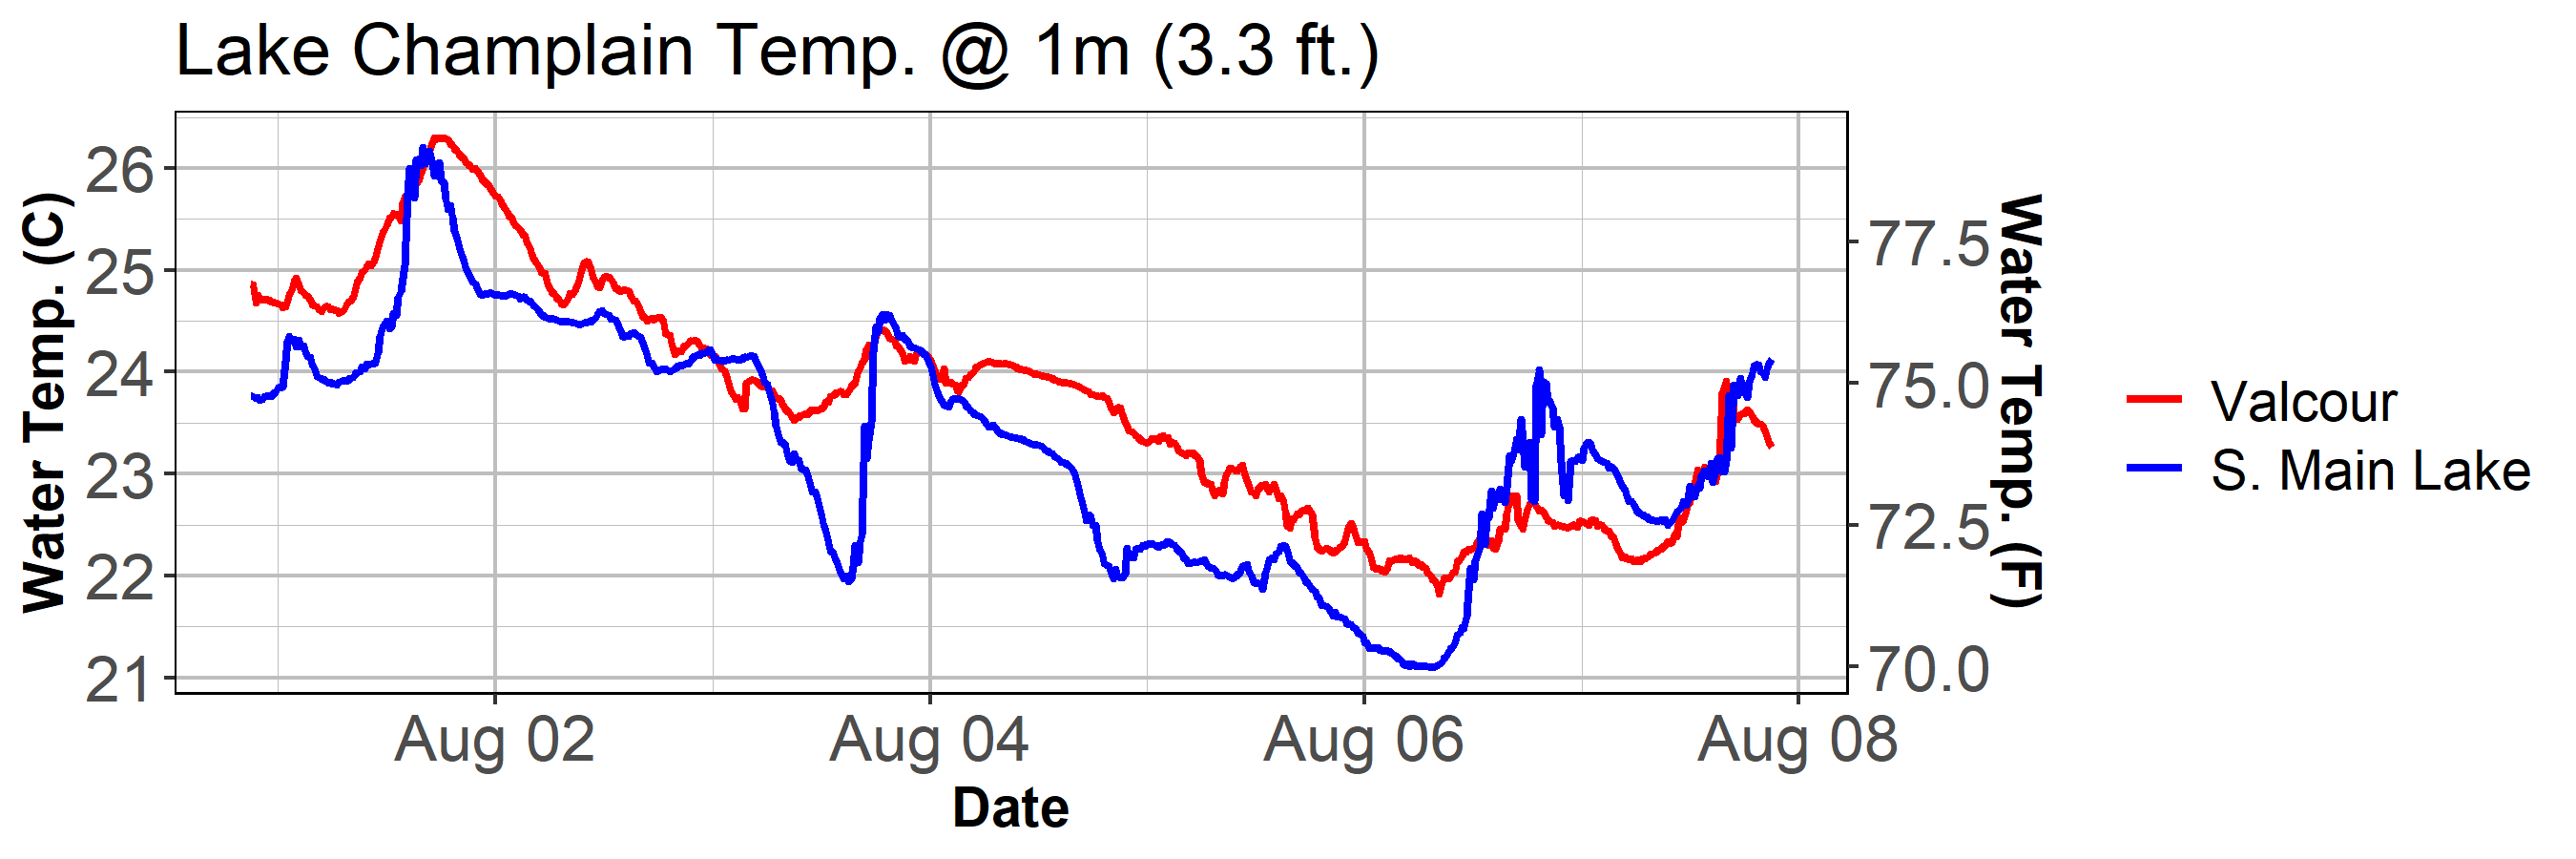 Lake Champlain Temp. @ 1m (3.3 ft.)
Water Temp. (C)
26
25
24
23
22
21
77.5
75.0
72.5
70.0
Water Temp. (F)
Aug 02
Aug 04
Aug 06
Aug 08
Date
Valcour
S. Main Lake